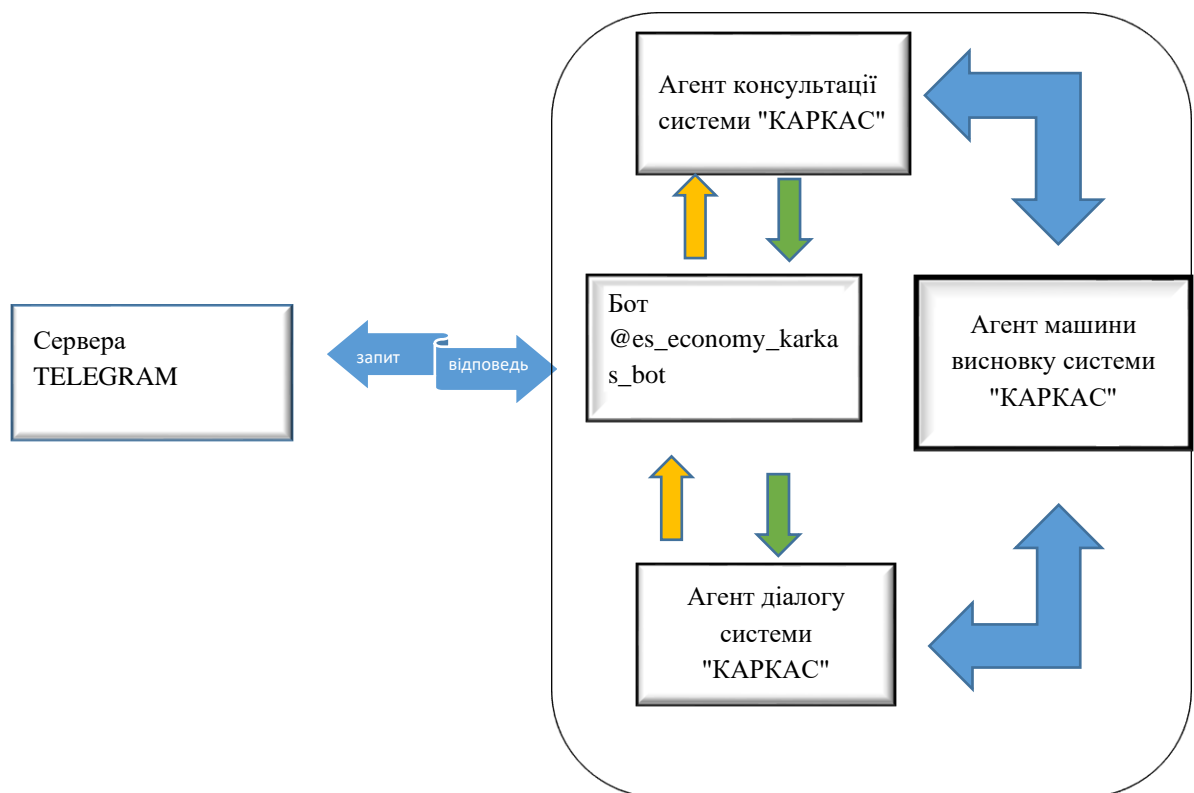 Агент консультації
системи "КАРКАС"
Сервера
TELEGRAM
запит
відповедь
Бот
@es_economy_karka
s_bot
Агент машини
висновку системи
"КАРКАС"
Агент діалогу
системи
"КАРКАС"